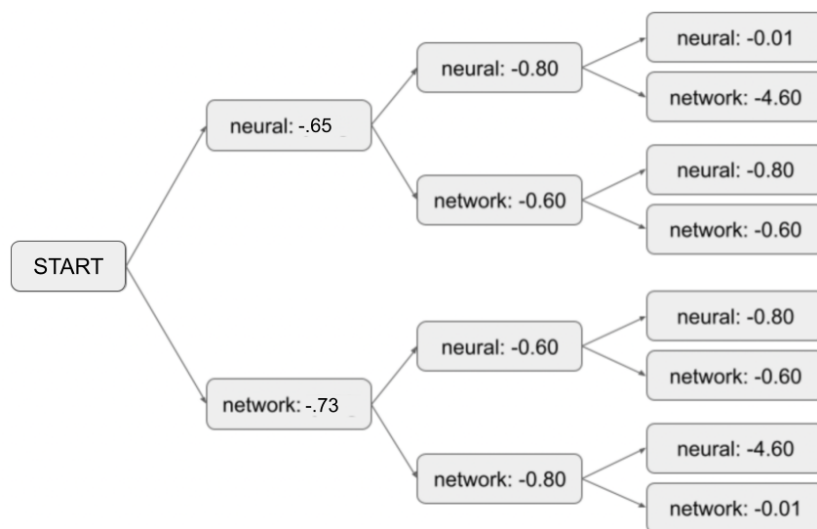 neural: -0.01
neural: -0.80
network: -4.60
neural: -.65
neural: -0.80
network: -0.60
network: -0.60
START
neural: -0.80
neural: -0.60
network: -0.60
network: -.73
neural: -4.60
network: -0.80
network: -0.01